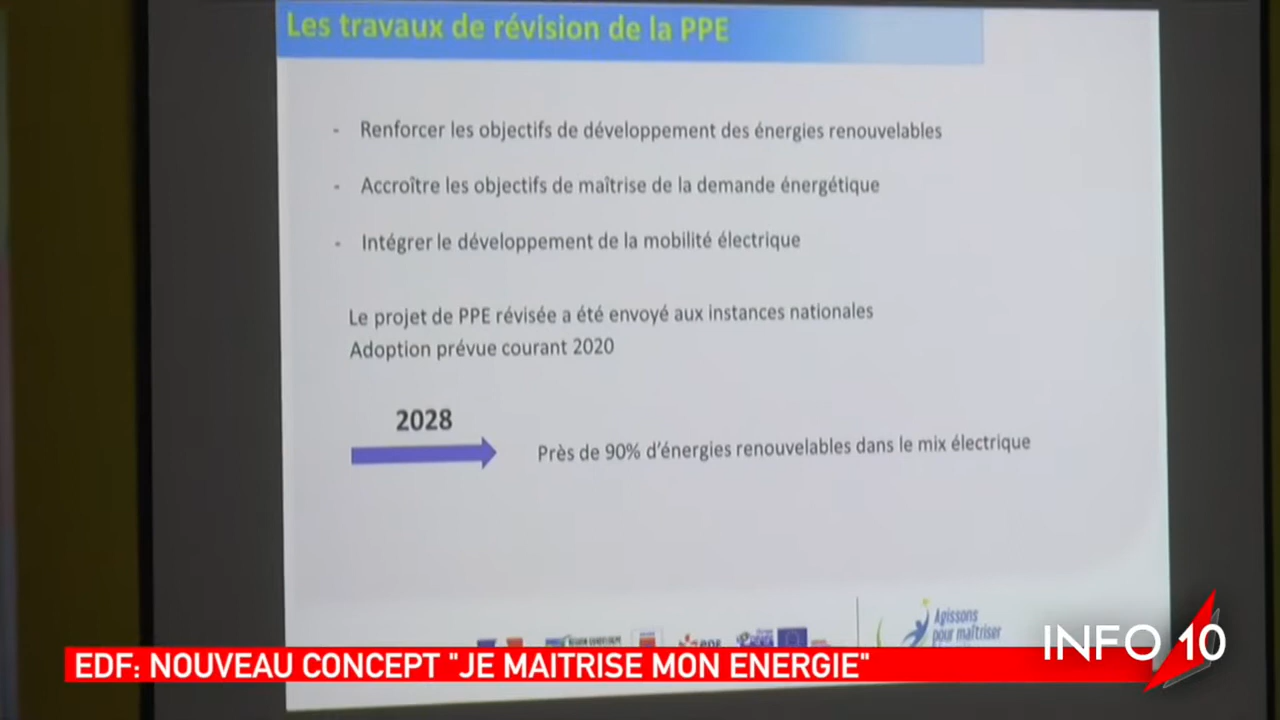 Les travaux de révision de la PPE
- Renforcer les objectifs de développement des énergies renouvelables
- Accroître les objectifs de maîtrise de la demande énergétique
- Intégrer le développement de la mobilité électrique
Le projet de PPE révisée a été envoyé aux instances nationales
Adoption prévue courant 2020
2028
Près de 90% d'énergies renouvelables dans le mix électrique
Agissons
pour maîtriser
INFO 10
EDF: NOUVEAU CONCEPT "JE MAITRISE MON ENERGIE"